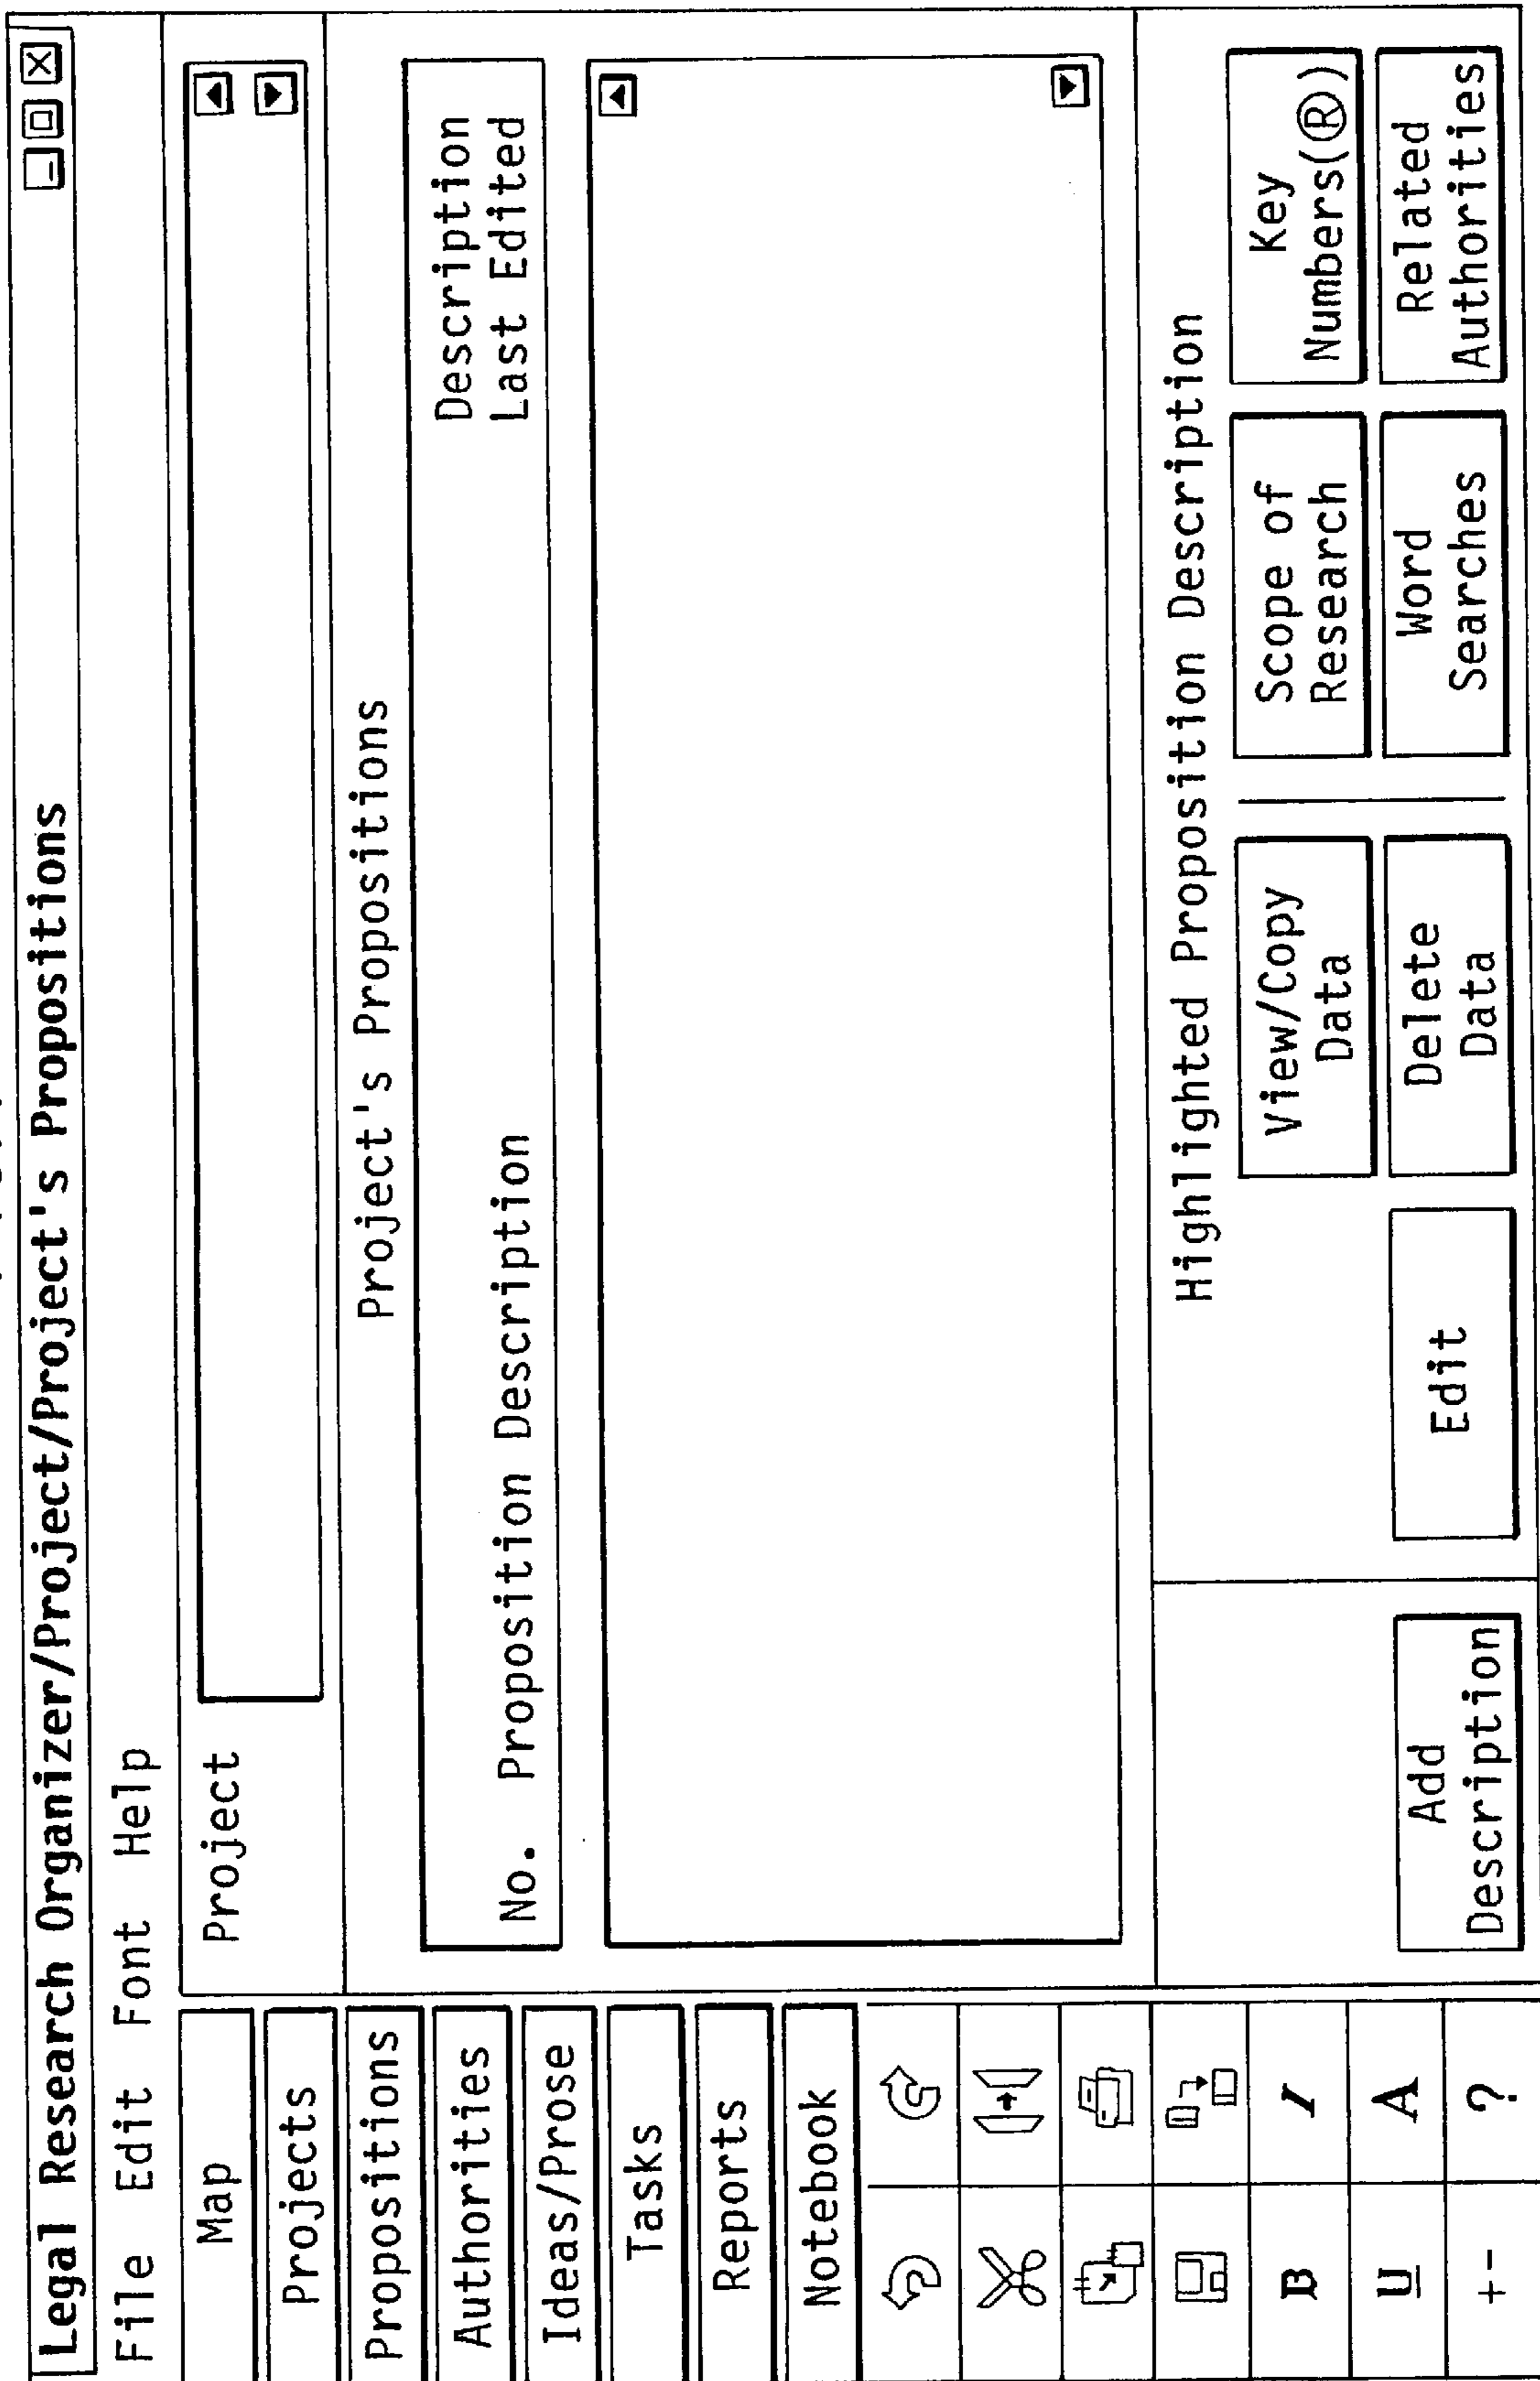 Legal Research Organizer/Project/Project's Propositions
File Edit Font Help
Map
Projects
Propositions
Authorities
Ideas/Prose
Tasks
Reports
Notebook
B I
U A
+- ?
Project
Project's Propositions
Description
No. Proposition Description Last Edited
Highlighted Proposition Description
Add
Description
Edit
View/Copy
Data
Delete
Data
Scope of
Research
Word
Searches
Key
Numbers(®)
Related
Authorities